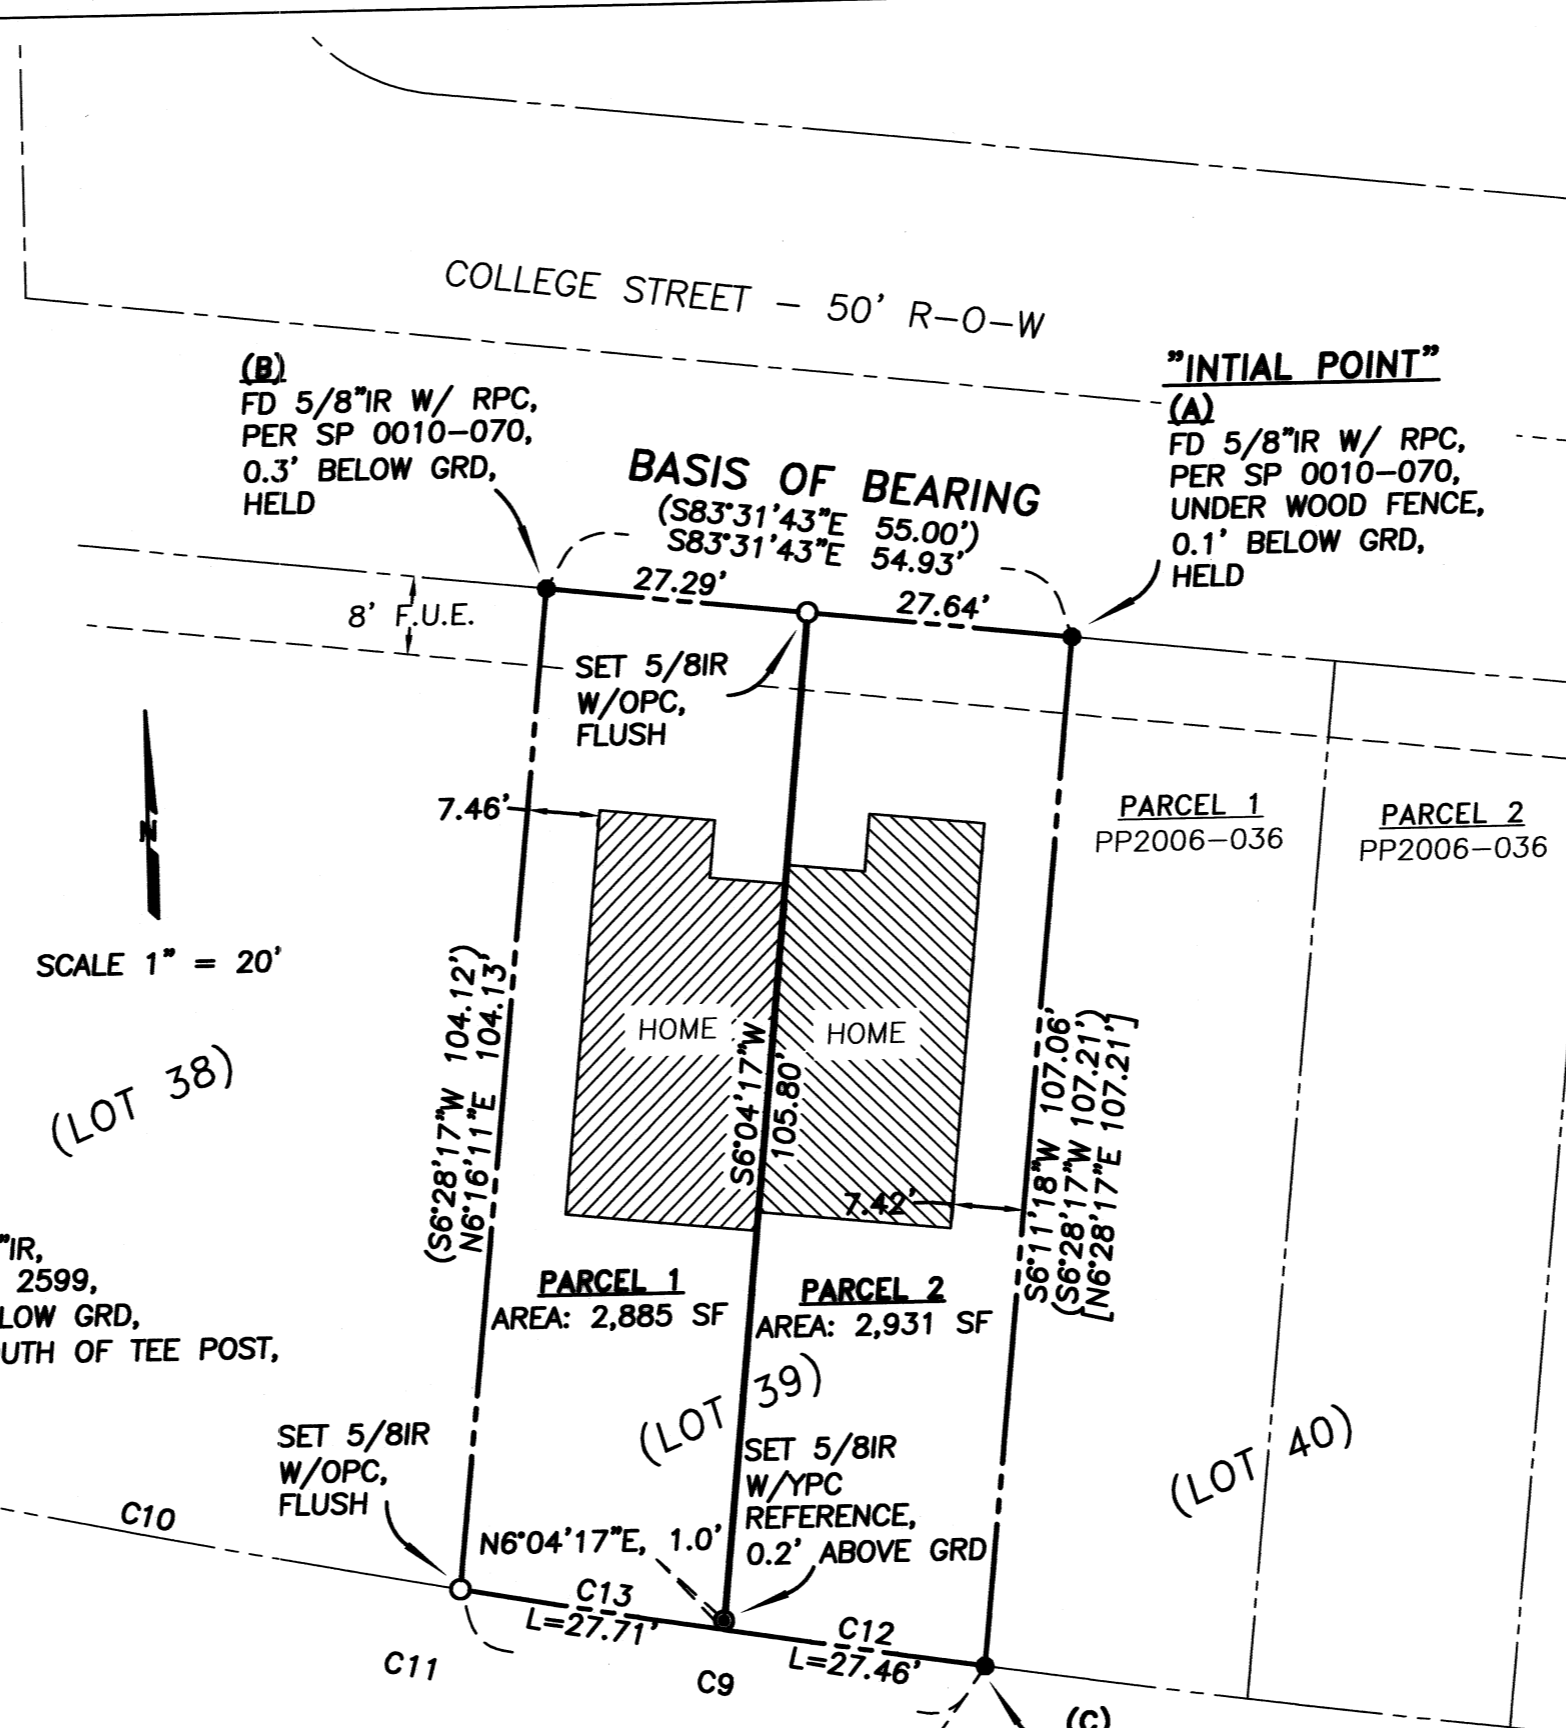 COLLEGE STREET - 50' R-O-W
(B)
FD 5/8"IR W/ RPC,
PER SP 0010-070,
0.3' BELOW GRD,
HELD
"INTIAL POINT"
(A)
FD 5/8"IR W/ RPC,
PER SP 0010-070,
UNDER WOOD FENCE,
0.1' BELOW GRD,
HELD
BASIS OF BEARING
(S83°31'43"E 55.00')
S83°31'43"E 54.93'
27.29'
27.64'
8' F.U.E.
SET 5/8IR
W/OPC,
FLUSH
7.46'
PARCEL 1
PP2006-036
PARCEL 2
PP2006-036
N
SCALE 1" = 20'
(LOT 38)
(S6°28'17"W 104.12')
N6°16'11"E 104.13'
HOME
HOME
S6°04'17"W
105.80'
7.42'
S6°11'18"W 107.06'
(S6°28'17"W 107.21')
[N6°28'17"E 107.21']
"IR,
2599,
LOW GRD,
UTH OF TEE POST,
PARCEL 1
AREA: 2,885 SF
PARCEL 2
AREA: 2,931 SF
(LOT 39)
(LOT 40)
SET 5/8IR
W/OPC,
FLUSH
SET 5/8IR
W/YPC
REFERENCE,
0.2' ABOVE GRD
N6°04'17"E, 1.0'
C10
C13
L=27.71'
C12
L=27.46'
C11
C9
(C)